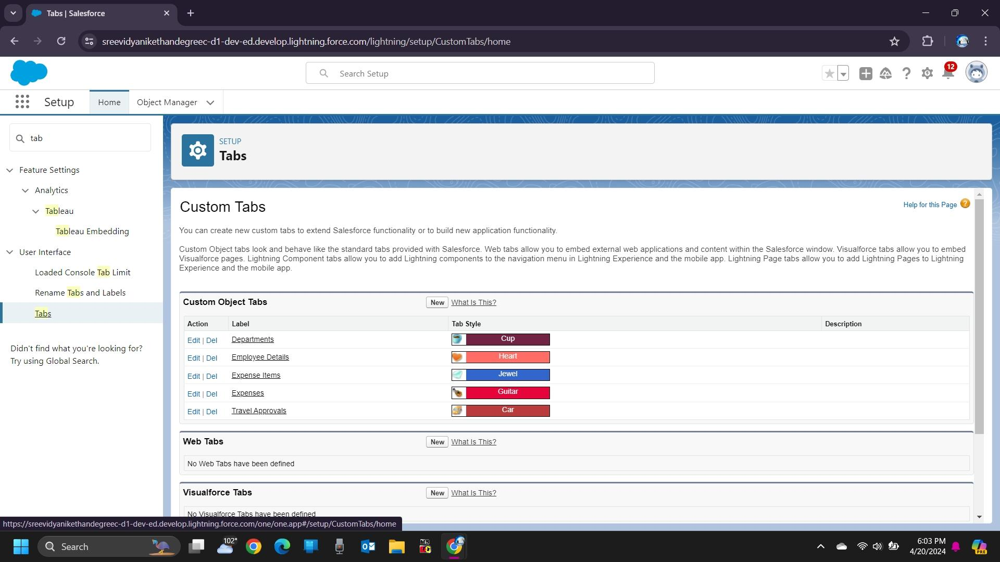 Tabs | Salesforce
sreevidyanikethandegreec-d1-dev-ed.develop.lightning.force.com/lightning/setup/CustomTabs/home
Search Setup
12
Setup
Home
Object Manager
tab
Feature Settings
Analytics
Tableau
Tableau Embedding
User Interface
Loaded Console Tab Limit
Rename Tabs and Labels
Tabs
Didn't find what you're looking for?
Try using Global Search.
SETUP
Tabs
Custom Tabs
Help for this Page
You can create new custom tabs to extend Salesforce functionality or to build new application functionality.
Custom Object tabs look and behave like the standard tabs provided with Salesforce. Web tabs allow you to embed external web applications and content within the Salesforce window. Visualforce tabs allow you to embed
Visualforce pages. Lightning Component tabs allow you to add Lightning components to the navigation menu in Lightning Experience and the mobile app. Lightning Page tabs allow you to add Lightning Pages to Lightning
Experience and the mobile app.
Custom Object Tabs New What Is This?
Action Label Tab Style Description
Edit | Del Departments Cup
Edit | Del Employee Details Heart
Edit | Del Expense Items Jewel
Edit | Del Expenses Guitar
Edit | Del Travel Approvals Car
Web Tabs New What Is This?
No Web Tabs have been defined
Visualforce Tabs New What Is This?
No Visualforce Tabs have been defined
https://sreevidyanikethandegreec-d1-dev-ed.develop.lightning.force.com/one/one.app#/setup/CustomTabs/home
Search
102°
6:03 PM
4/20/2024
PRE